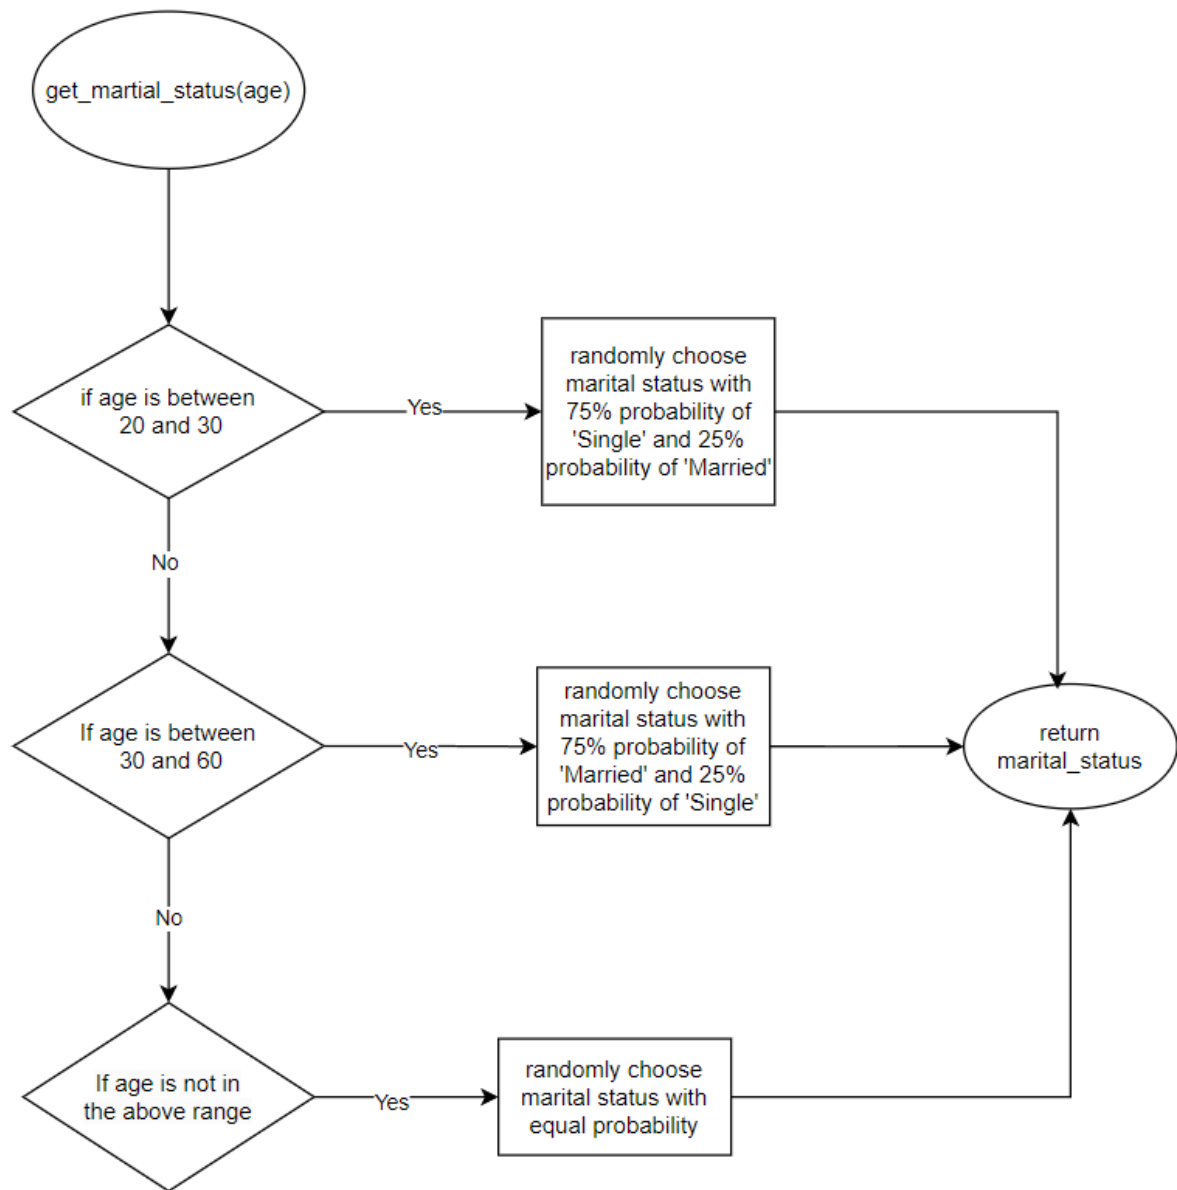 get_martial_status(age)
if age is between
20 and 30
Yes
randomly choose
marital status with
75% probability of
'Single' and 25%
probability of 'Married'
No
If age is between
30 and 60
Yes
randomly choose
marital status with
75% probability of
'Married' and 25%
probability of 'Single'
return
marital_status
No
If age is not in
the above range
Yes
randomly choose
marital status with
equal probability